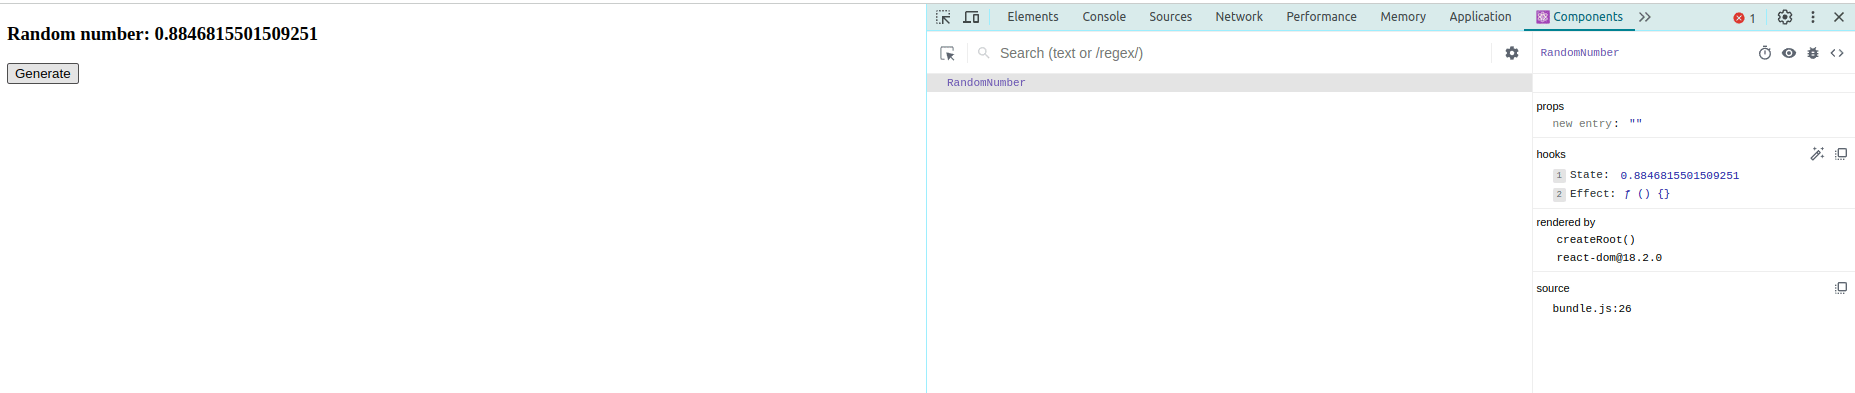 Random number: 0.8846815501509251
Generate
Elements Console Sources Network Performance Memory Application Components 1
Search (text or /regex/)
RandomNumber
RandomNumber
props
new entry: ""
hooks
1 State: 0.8846815501509251
2 Effect: ƒ () {}
rendered by
createRoot()
react-dom@18.2.0
source
bundle.js:26